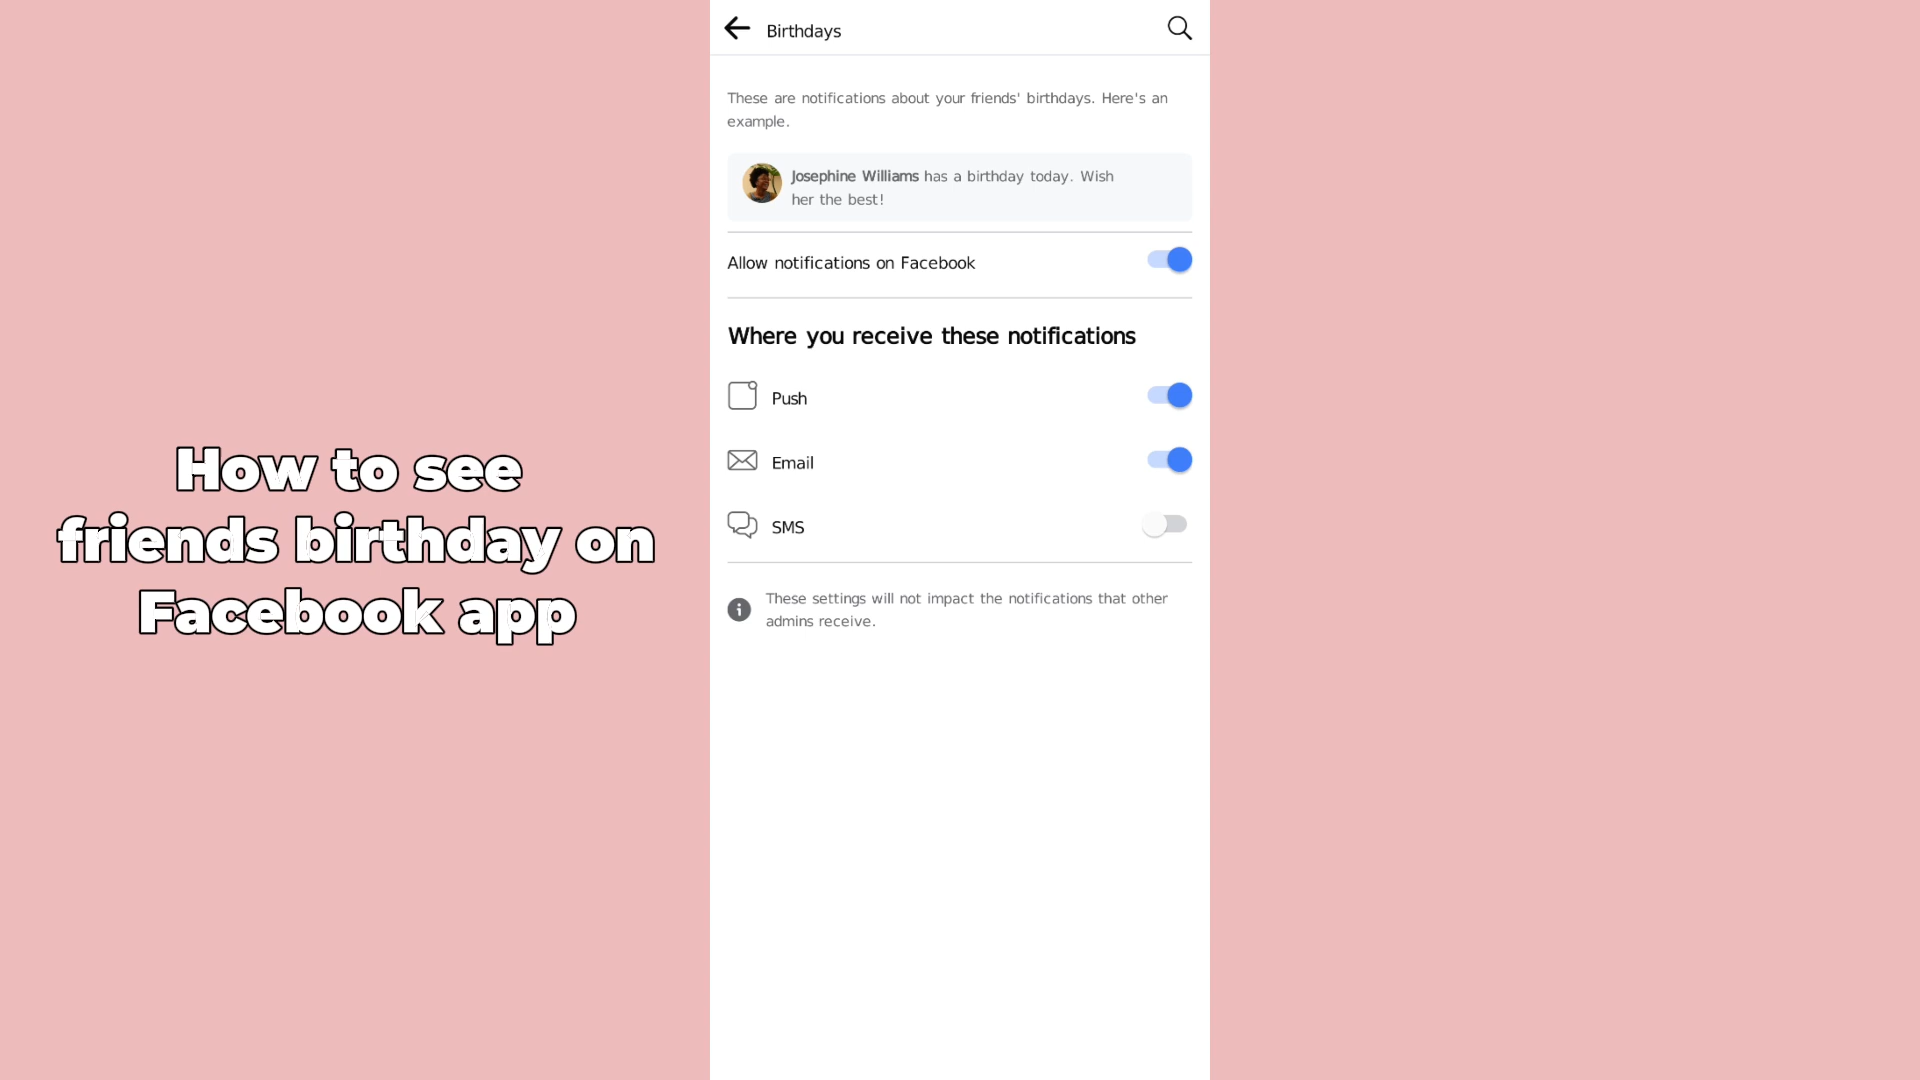 How to see
friends birthday on
Facebook app
Birthdays
These are notifications about your friends' birthdays. Here's an
example.
Josephine Williams has a birthday today. Wish
her the best!
Allow notifications on Facebook
Where you receive these notifications
Push
Email
SMS
These settings will not impact the notifications that other
admins receive.